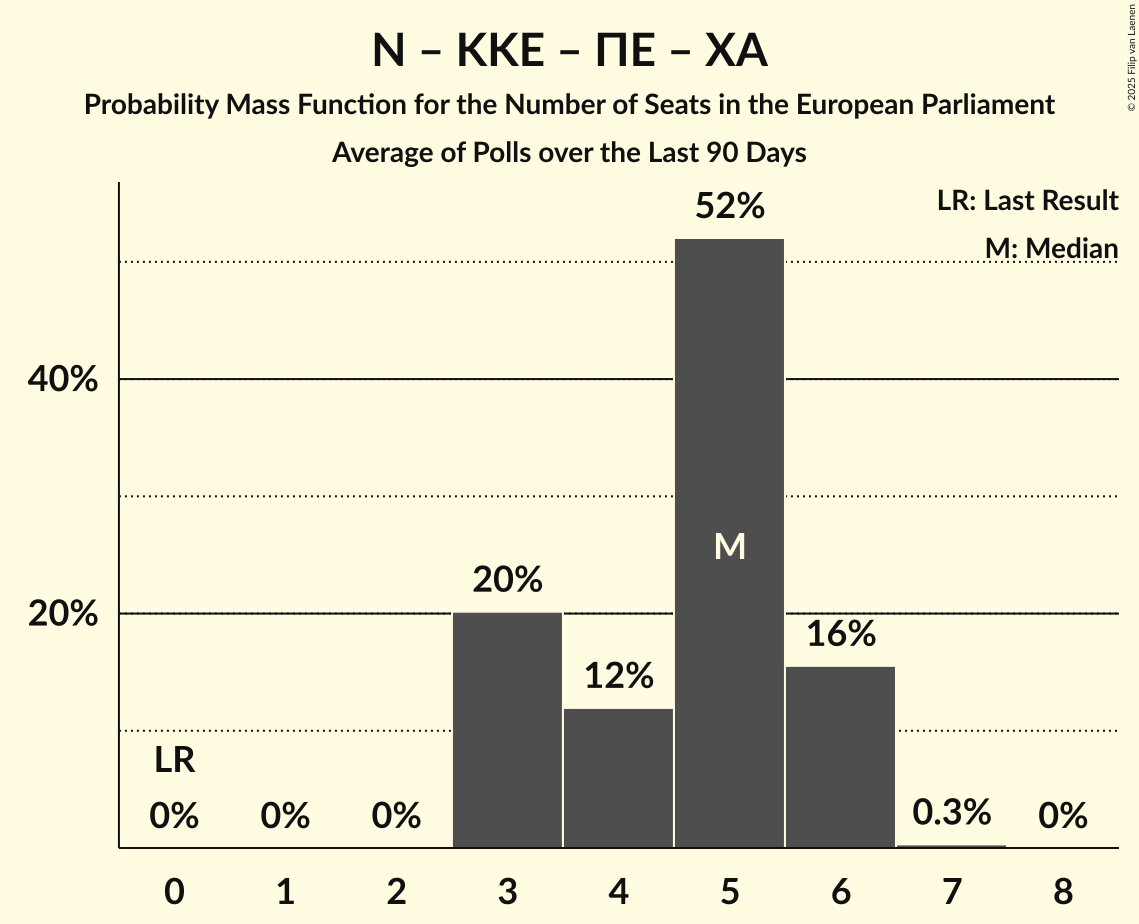 Ν – ΚΚΕ – ΠΕ – ΧΑ
Probability Mass Function for the Number of Seats in the European Parliament
Average of Polls over the Last 90 Days
© 2025 Filip van Laenen
LR: Last Result
M: Median
52%
40%
M
20%
20%
16%
12%
LR
0%
0%
0%
0.3%
0%
0 1 2 3 4 5 6 7 8